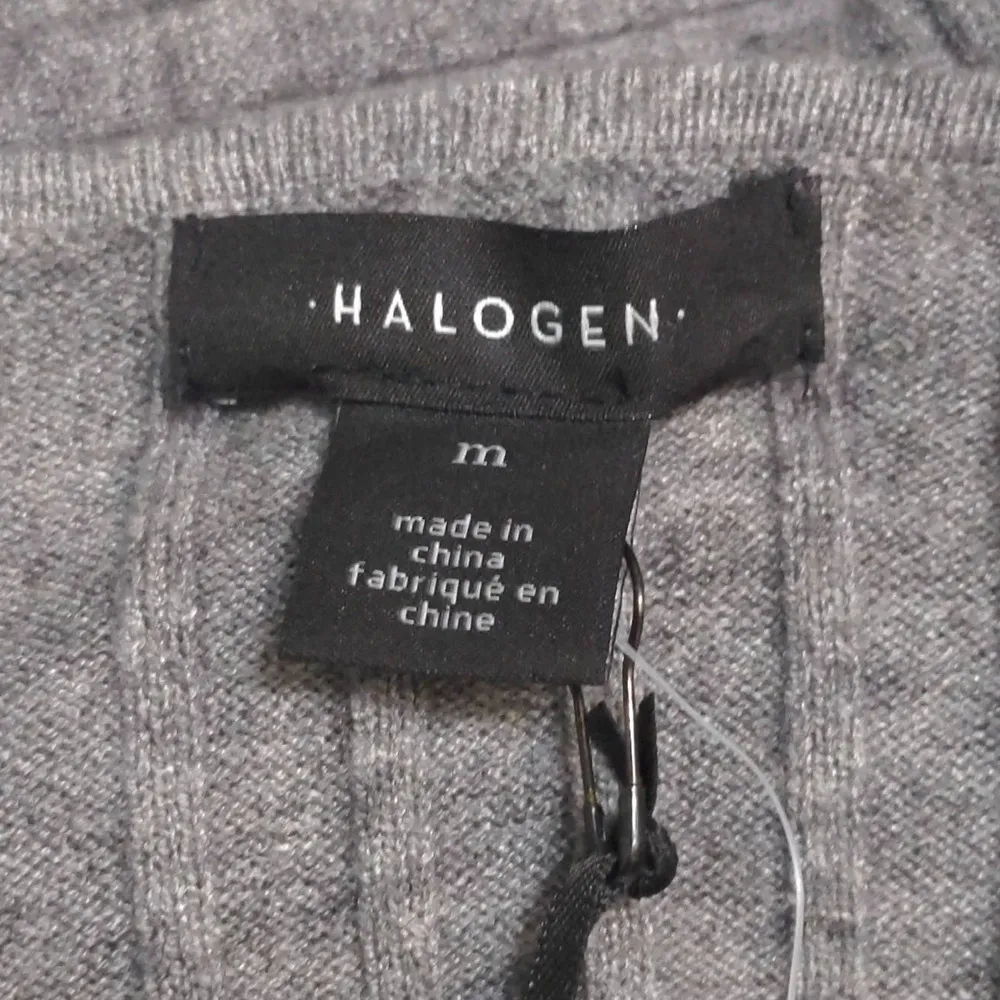 ·HALOGEN·
m
made in
china
fabriqué en
chine